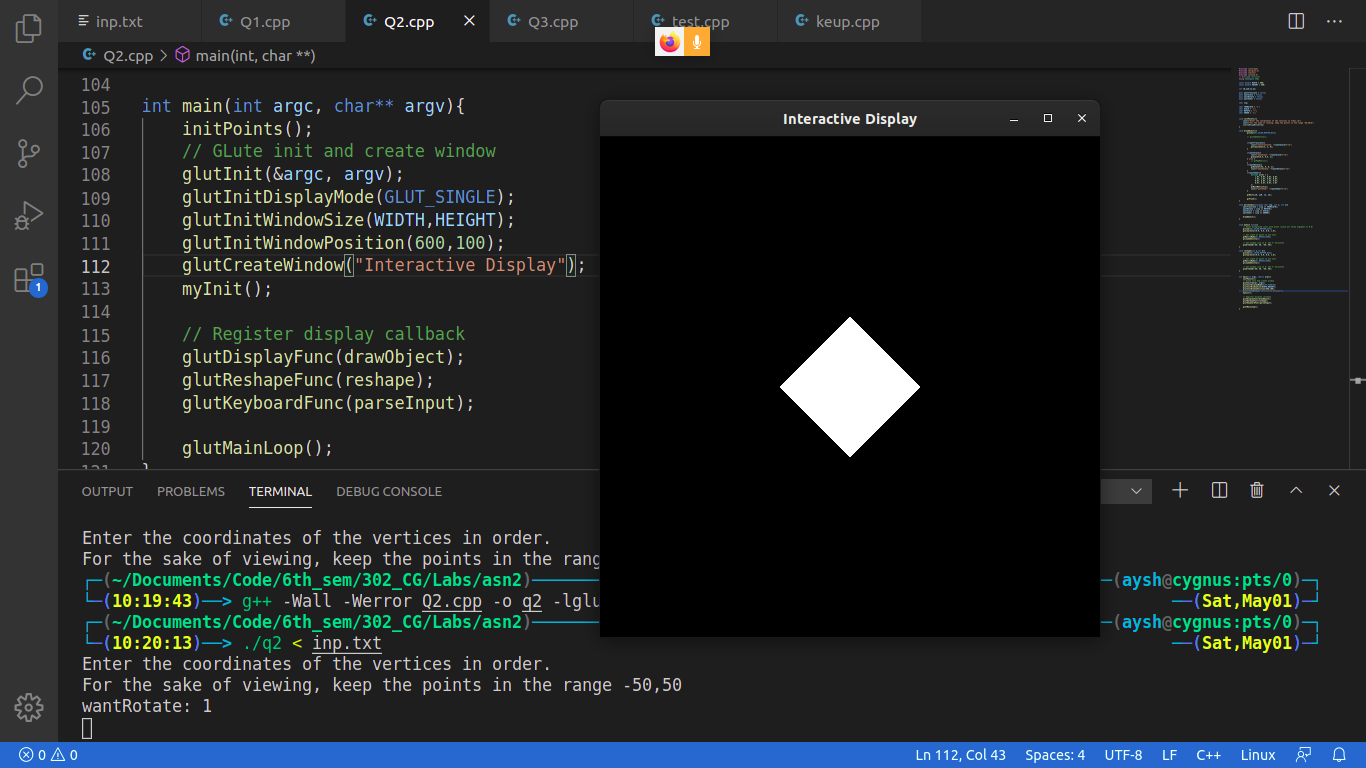 inp.txt Q1.cpp Q2.cpp Q3.cpp test.cpp keup.cpp
Q2.cpp > main(int, char **)
104
105 int main(int argc, char** argv){
106 initPoints();
107 // GLute init and create window
108 glutInit(&argc, argv);
109 glutInitDisplayMode(GLUT_SINGLE);
110 glutInitWindowSize(WIDTH,HEIGHT);
111 glutInitWindowPosition(600,100);
112 glutCreateWindow("Interactive Display");
113 myInit();
114
115 // Register display callback
116 glutDisplayFunc(drawObject);
117 glutReshapeFunc(reshape);
118 glutKeyboardFunc(parseInput);
119
120 glutMainLoop();
121 }
Interactive Display
1
OUTPUT PROBLEMS TERMINAL DEBUG CONSOLE
Enter the coordinates of the vertices in order.
For the sake of viewing, keep the points in the rang
(~/Documents/Code/6th_sem/302_CG/Labs/asn2) (aysh@cygnus:pts/0)
(10:19:43)──> g++ -Wall -Werror Q2.cpp -o q2 -lglu (Sat,May01)
(~/Documents/Code/6th_sem/302_CG/Labs/asn2) (aysh@cygnus:pts/0)
(10:20:13)──> ./q2 < inp.txt (Sat,May01)
Enter the coordinates of the vertices in order.
For the sake of viewing, keep the points in the range -50,50
wantRotate: 1
0 0 Ln 112, Col 43 Spaces: 4 UTF-8 LF C++ Linux